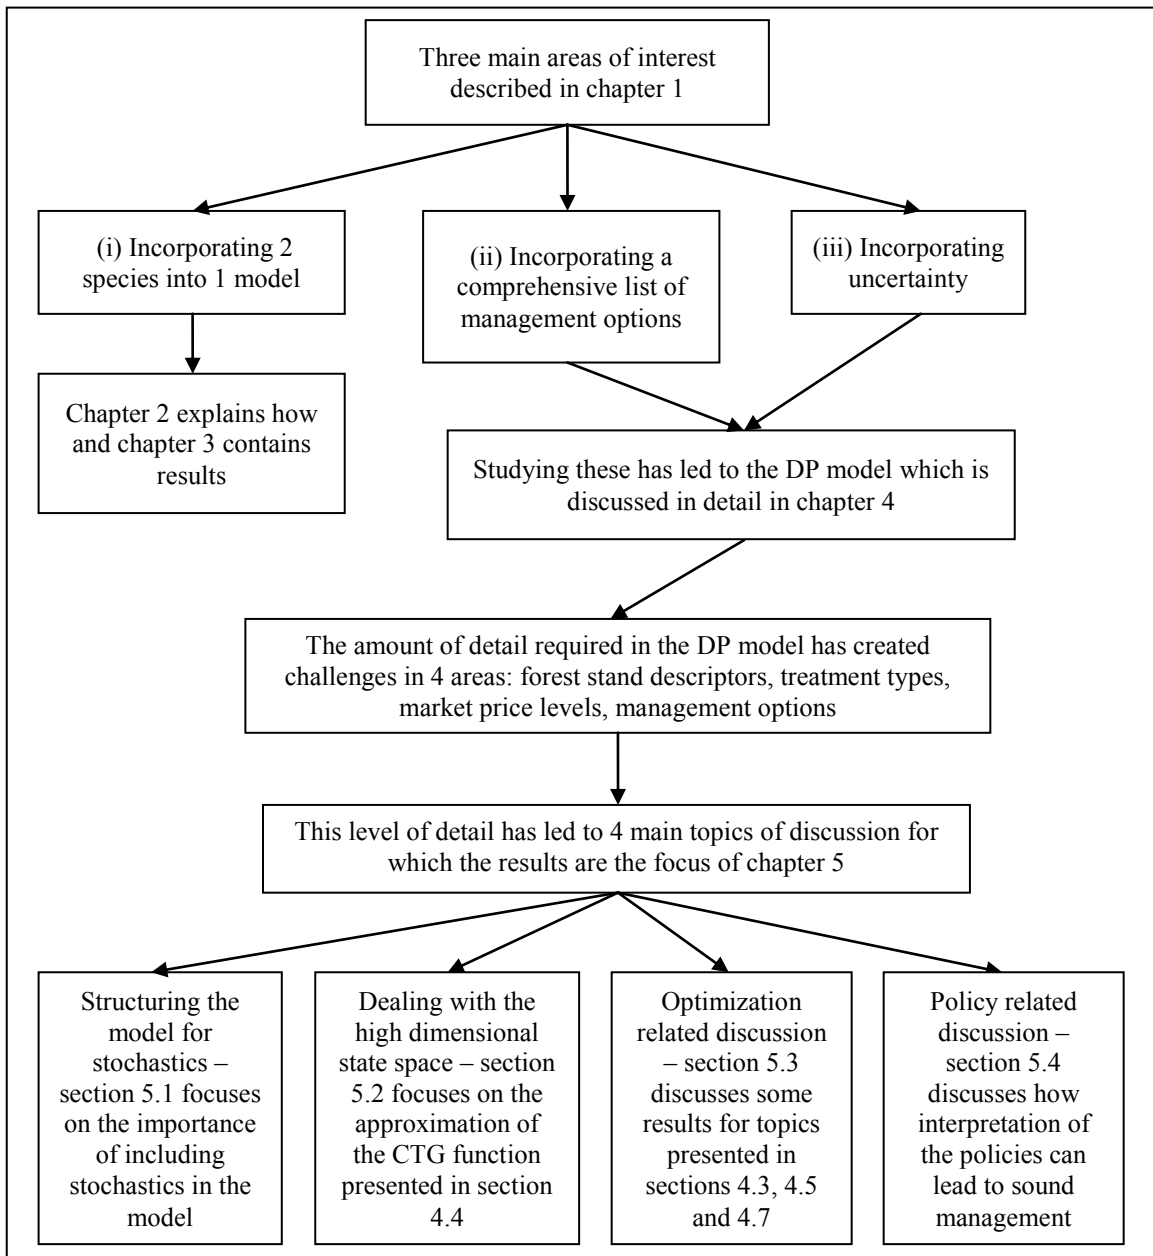 Three main areas of interest
described in chapter 1
(i) Incorporating 2
species into 1 model
(ii) Incorporating a
comprehensive list of
management options
(iii) Incorporating
uncertainty
Chapter 2 explains how
and chapter 3 contains
results
Studying these has led to the DP model which is
discussed in detail in chapter 4
The amount of detail required in the DP model has created
challenges in 4 areas: forest stand descriptors, treatment types,
market price levels, management options
This level of detail has led to 4 main topics of discussion for
which the results are the focus of chapter 5
Structuring the
model for
stochastics –
section 5.1 focuses
on the importance
of including
stochastics in the
model
Dealing with the
high dimensional
state space – section
5.2 focuses on the
approximation of
the CTG function
presented in section
4.4
Optimization
related discussion
– section 5.3
discusses some
results for topics
presented in
sections 4.3, 4.5
and 4.7
Policy related
discussion –
section 5.4
discusses how
interpretation of
the policies can
lead to sound
management